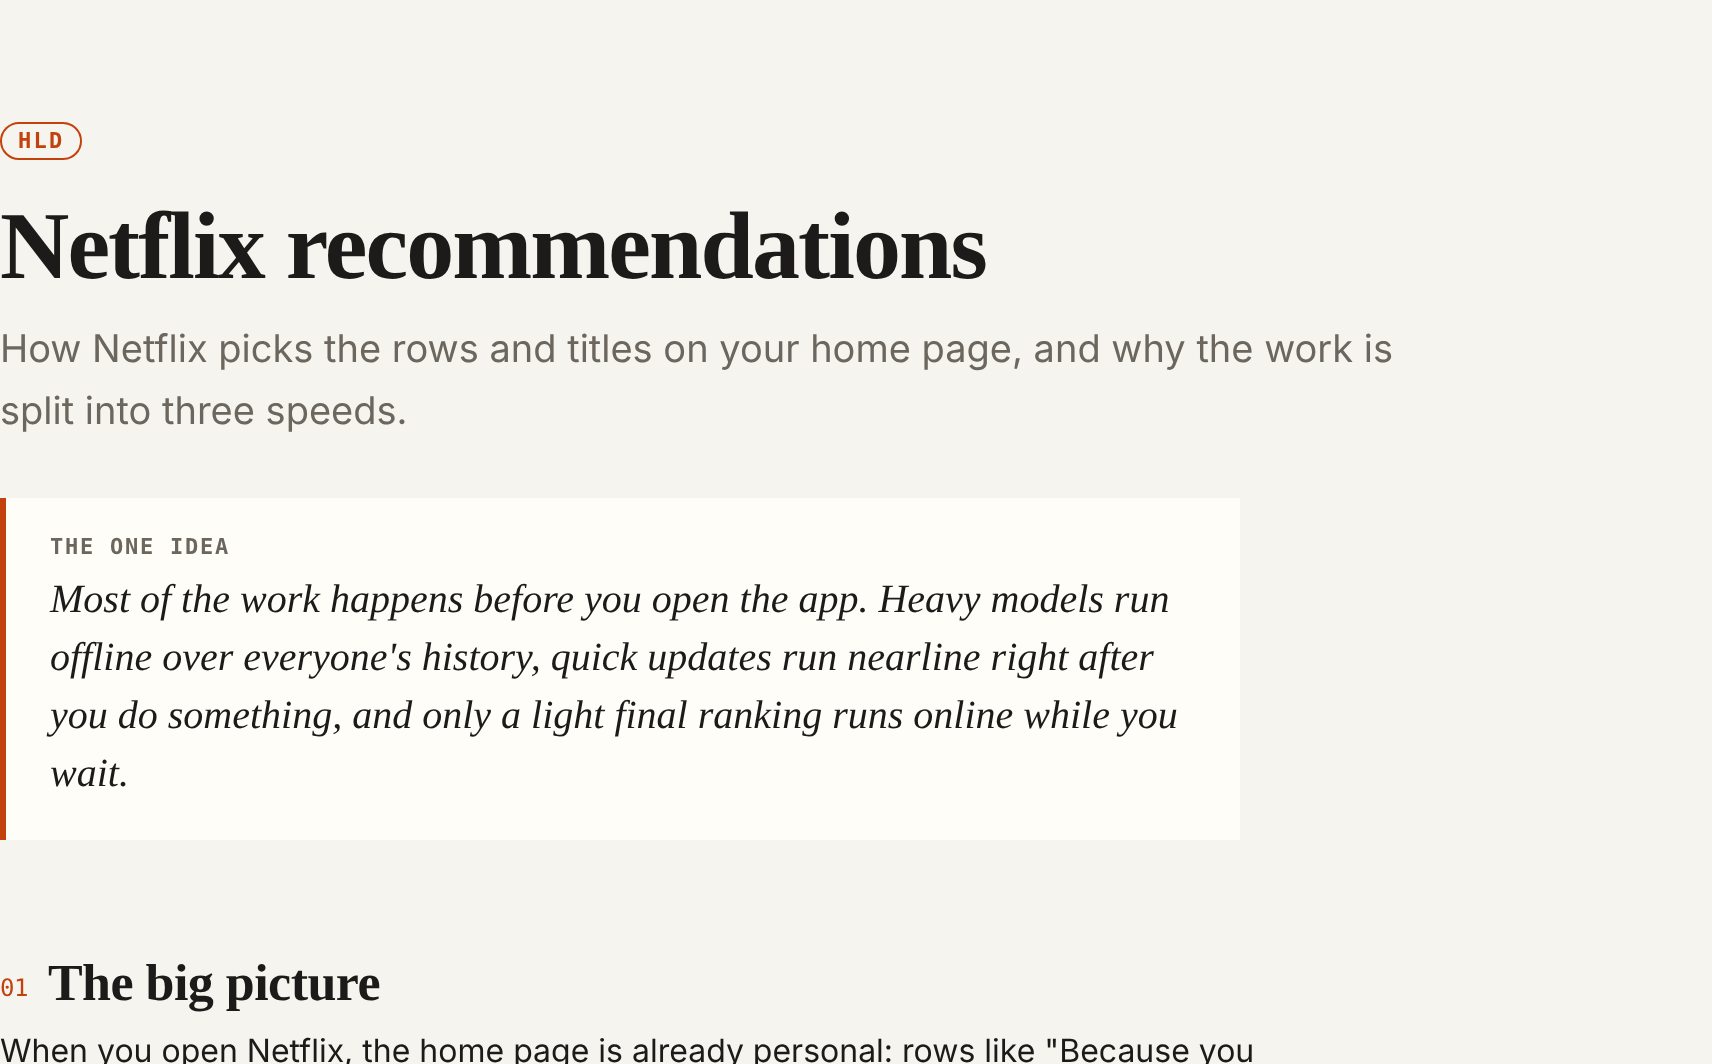 HLD
Netflix recommendations
How Netflix picks the rows and titles on your home page, and why the work is
split into three speeds.
THE ONE IDEA
Most of the work happens before you open the app. Heavy models run
offline over everyone's history, quick updates run nearline right after
you do something, and only a light final ranking runs online while you
wait.
01 The big picture
When you open Netflix, the home page is already personal: rows like "Because you